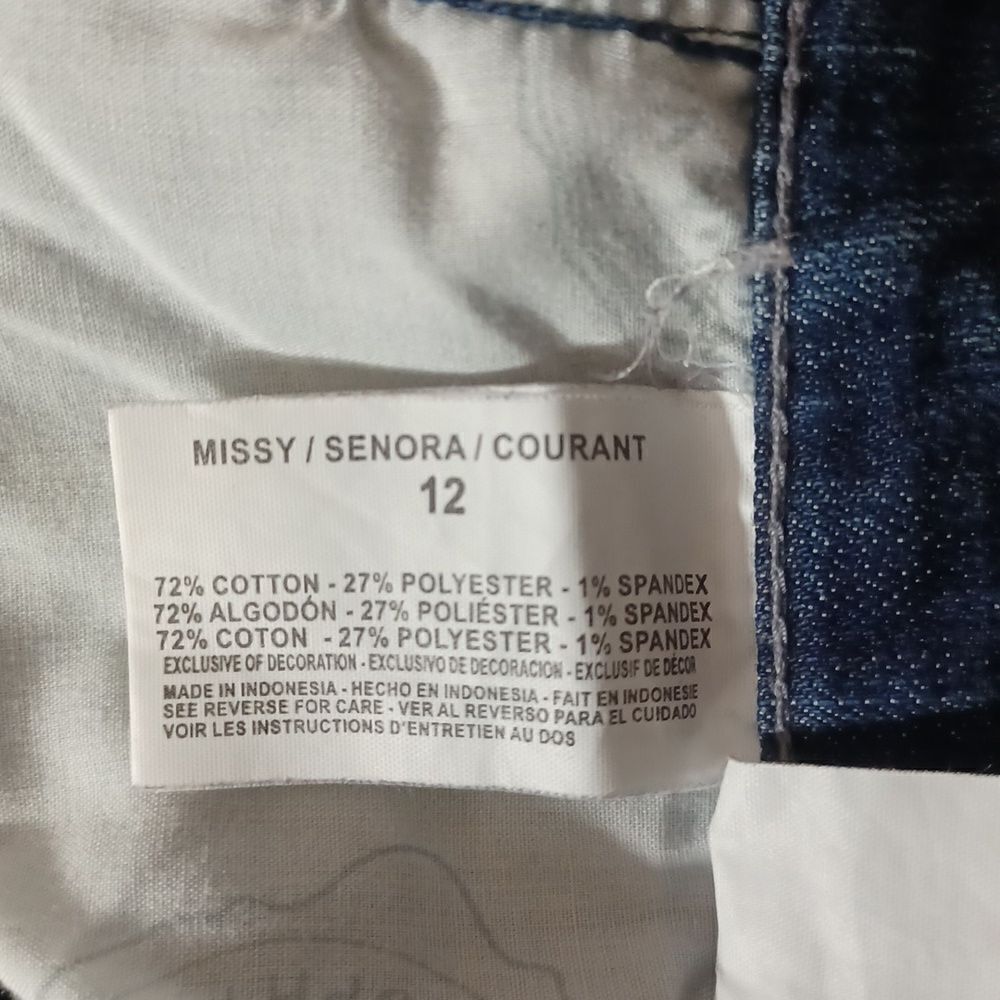 MISSY / SENORA / COURANT
12
72% COTTON - 27% POLYESTER - 1% SPANDEX
72% ALGODÓN - 27% POLIÉSTER - 1% SPANDEX
72% COTON - 27% POLYESTER - 1% SPANDEX
EXCLUSIVE OF DECORATION - EXCLUSIVO DE DECORACION - EXCLUSIF DE DÉCOR
MADE IN INDONESIA - HECHO EN INDONESIA - FAIT EN INDONESIE
SEE REVERSE FOR CARE - VER AL REVERSO PARA EL CUIDADO
VOIR LES INSTRUCTIONS D'ENTRETIEN AU DOS